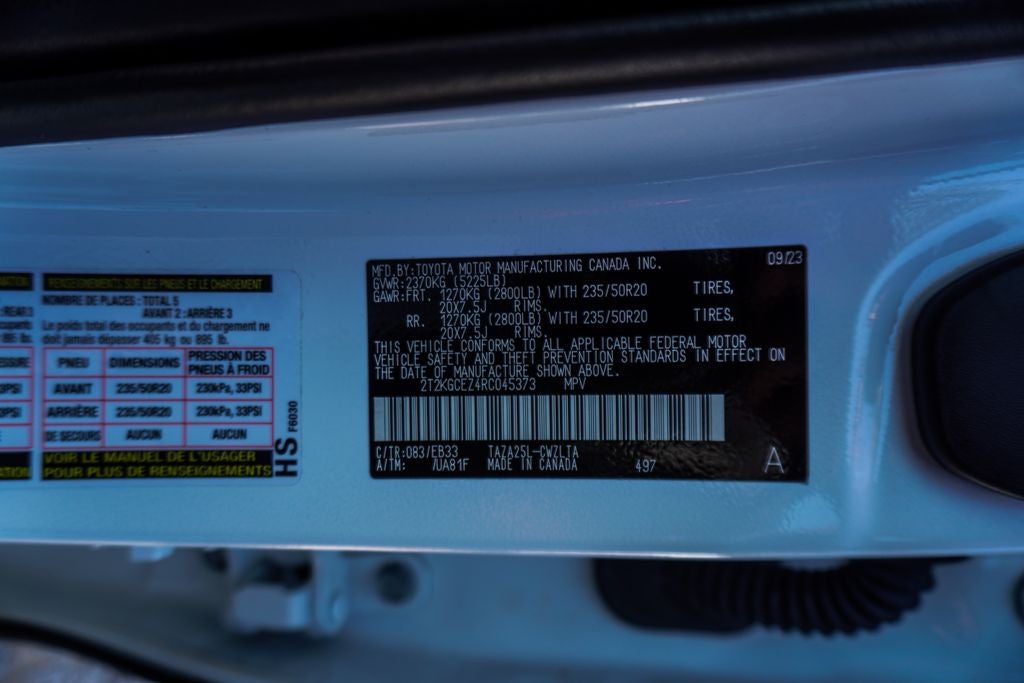 RENSEIGNEMENTS SUR LES PNEUS ET LE CHARGEMENT
NOMBRE DE PLACES : TOTAL 5
AVANT 2 : ARRIÈRE 3
Le poids total des occupants et du chargement ne
doit jamais dépasser 405 kg ou 895 lb.
PNEU DIMENSIONS PRESSION DES PNEUS À FROID
AVANT 235/50R20 230kPa, 33PSI
ARRIÈRE 235/50R20 230kPa, 33PSI
DE SECOURS AUCUN AUCUN
VOIR LE MANUEL DE L'USAGER
POUR PLUS DE RENSEIGNEMENTS
HS F6030
MFD.BY:TOYOTA MOTOR MANUFACTURING CANADA INC. 09/23
GVWR:2370KG (5225LB)
GAWR:FRT. 1270KG (2800LB) WITH 235/50R20 TIRES,
20X7.5J RIMS.
RR. 1270KG (2800LB) WITH 235/50R20 TIRES,
20X7.5J RIMS.
THIS VEHICLE CONFORMS TO ALL APPLICABLE FEDERAL MOTOR
VEHICLE SAFETY AND THEFT PREVENTION STANDARDS IN EFFECT ON
THE DATE OF MANUFACTURE SHOWN ABOVE.
2T2KGCEZ4RC045373 MPV
C/TR:083/EB33 TAZA25L-CWZLTA
A/TM: /UA81F MADE IN CANADA 497 A